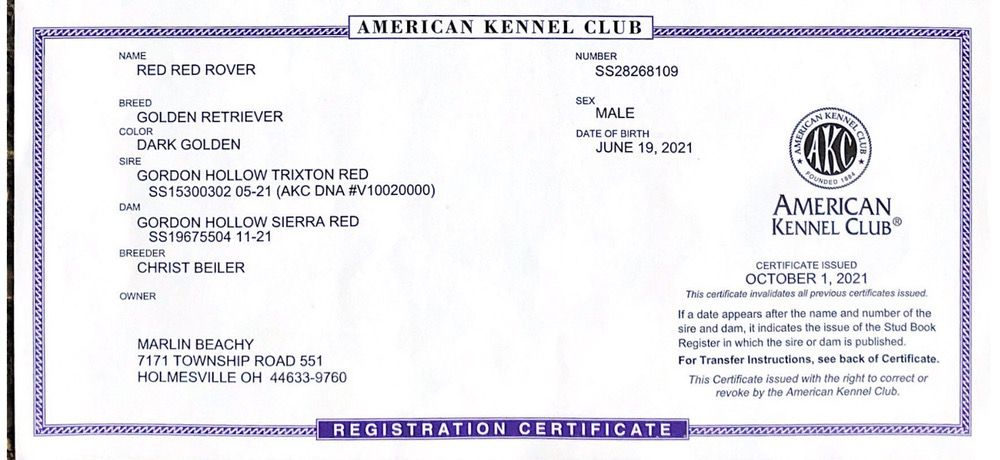 AMERICAN KENNEL CLUB
NAME
RED RED ROVER
NUMBER
SS28268109
BREED
GOLDEN RETRIEVER
SEX
MALE
COLOR
DARK GOLDEN
DATE OF BIRTH
JUNE 19, 2021
SIRE
GORDON HOLLOW TRIXTON RED
SS15300302 05-21 (AKC DNA #V10020000)
DAM
GORDON HOLLOW SIERRA RED
SS19675504 11-21
BREEDER
CHRIST BEILER
OWNER
MARLIN BEACHY
7171 TOWNSHIP ROAD 551
HOLMESVILLE OH 44633-9760
AMERICAN KENNEL CLUB
AKC
FOUNDED 1884
AMERICAN
KENNEL CLUB®
CERTIFICATE ISSUED
OCTOBER 1, 2021
This certificate invalidates all previous certificates issued.
If a date appears after the name and number of the
sire and dam, it indicates the issue of the Stud Book
Register in which the sire or dam is published.
For Transfer Instructions, see back of Certificate.
This Certificate issued with the right to correct or
revoke by the American Kennel Club.
REGISTRATION CERTIFICATE